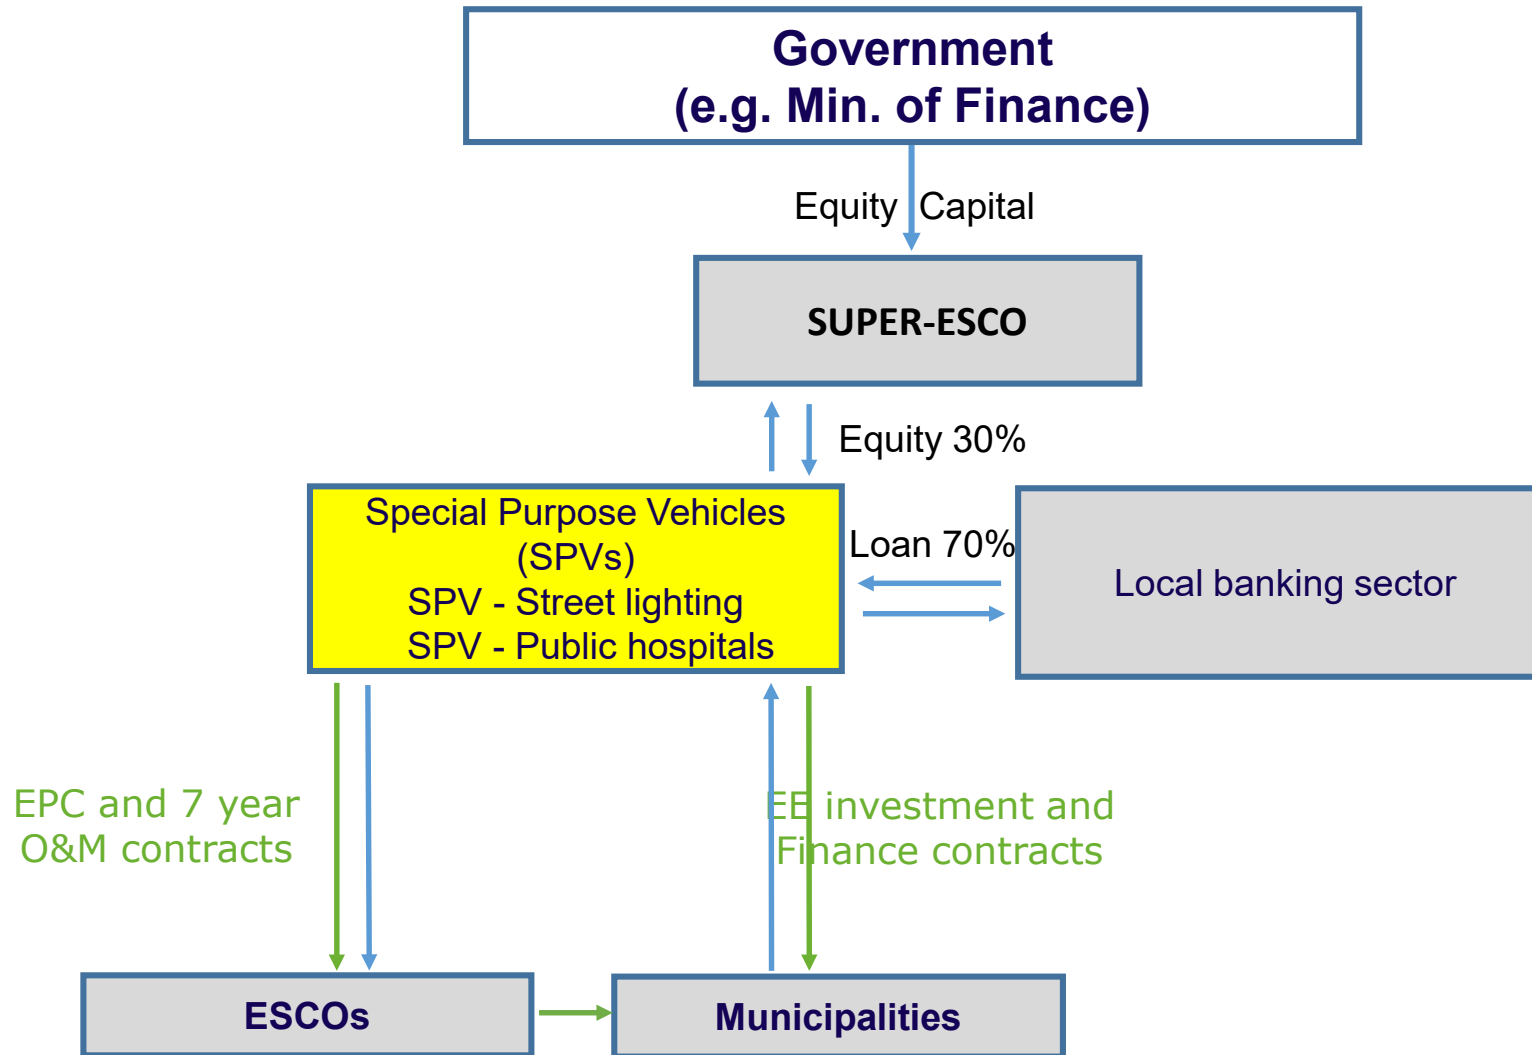 Government
(e.g. Min. of Finance)
Equity Capital
SUPER-ESCO
Equity 30%
Special Purpose Vehicles
(SPVs)
SPV - Street lighting
SPV - Public hospitals
Loan 70%
Local banking sector
EPC and 7 year
O&M contracts
EE investment and
Finance contracts
ESCOs
Municipalities